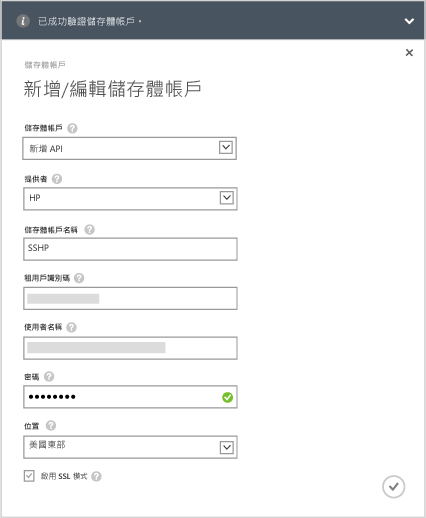 已成功驗證儲存體帳戶。
儲存體帳戶
新增/編輯儲存體帳戶
儲存體帳戶 ?
新增 API
提供者 ?
HP
儲存體帳戶名稱 ?
SSHP
租用戶識別碼 ?
使用者名稱 ?
密碼 ?
位置 ?
美國東部
啟用 SSL 模式 ?